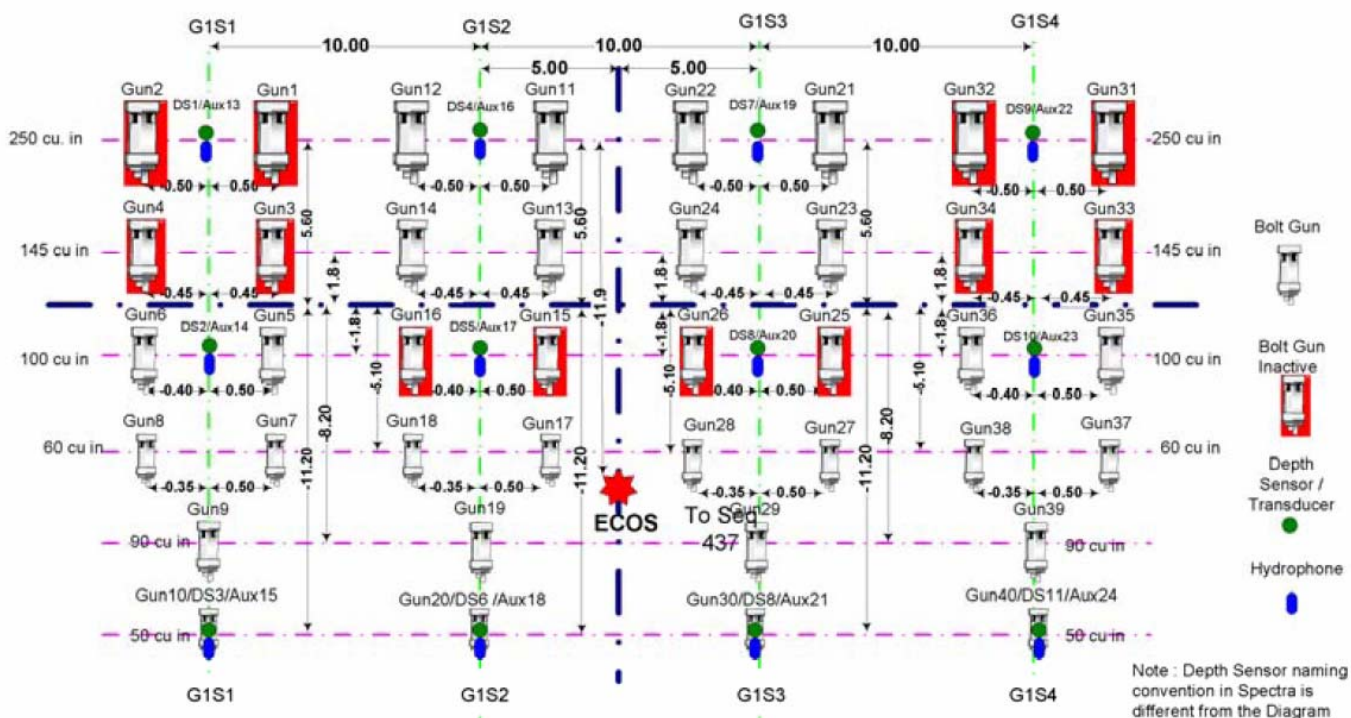 G1S1 G1S2 G1S3 G1S4
10.00 10.00 10.00
5.00 5.00
Gun2 Gun1 Gun12 Gun11 Gun22 Gun21 Gun32 Gun31
DS1/Aux13 DS4/Aux16 DS7/Aux19 DS9/Aux22
250 cu. in 250 cu in
-0.50 0.50 -0.50 0.50 -0.50 0.50 -0.50 0.50
Gun4 Gun3 Gun14 Gun13 Gun24 Gun23 Gun34 Gun33
5.60 5.60 5.60
145 cu in 145 cu in
Bolt Gun
1.8 1.8 1.8
-0.45 0.45 -0.45 0.45 -0.45 0.45 -0.45 0.45
-11.9
Gun6 Gun5 Gun16 Gun15 Gun26 Gun25 Gun36 Gun35
DS2/Aux14 DS5/Aux17 DS8/Aux20 DS10/Aux23
-1.8 -1.8 -1.8
100 cu in 100 cu in
Bolt Gun
Inactive
-0.40 0.50 -0.40 0.50 -0.40 0.50 -0.40 0.50
-5.10 -5.10 -5.10
Gun8 Gun7 Gun18 Gun17 Gun28 Gun27 Gun38 Gun37
-8.20 -8.20
60 cu in 60 cu in
-11.20 -11.20 -11.20
-0.35 0.50 -0.35 0.50 -0.35 0.50 -0.35 0.50
Depth
Sensor /
Transducer
Gun9 Gun19 Gun29 Gun39
ECOS To Seq
437
90 cu in 90 cu in
Hydrophone
Gun10/DS3/Aux15 Gun20/DS6 /Aux18 Gun30/DS8/Aux21 Gun40/DS11/Aux24
50 cu in 50 cu in
G1S1 G1S2 G1S3 G1S4
Note : Depth Sensor naming
convention in Spectra is
different from the Diagram